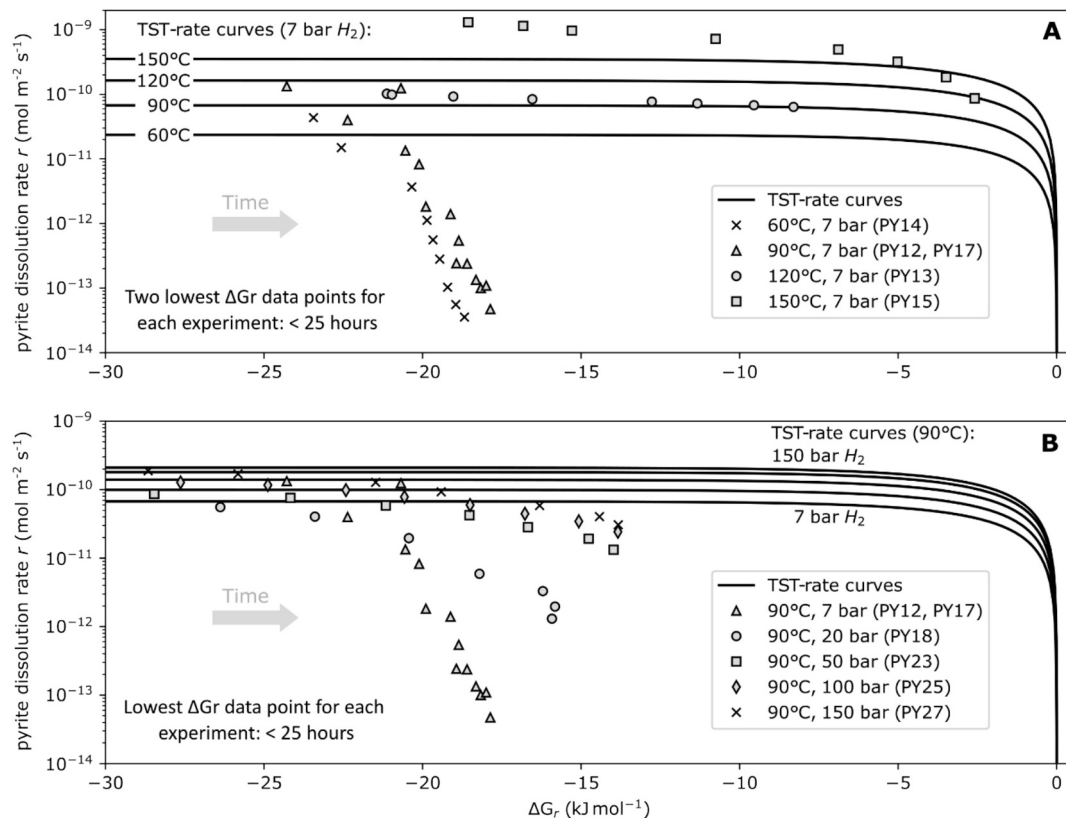 10⁻⁹
10⁻¹⁰
10⁻¹¹
10⁻¹²
10⁻¹³
10⁻¹⁴
pyrite dissolution rate r (mol m⁻² s⁻¹)
TST-rate curves (7 bar H₂):
A
150°C
120°C
90°C
60°C
Time
Two lowest ΔGr data points for
each experiment: < 25 hours
TST-rate curves
60°C, 7 bar (PY14)
90°C, 7 bar (PY12, PY17)
120°C, 7 bar (PY13)
150°C, 7 bar (PY15)
−30 −25 −20 −15 −10 −5 0
10⁻⁹
10⁻¹⁰
10⁻¹¹
10⁻¹²
10⁻¹³
10⁻¹⁴
pyrite dissolution rate r (mol m⁻² s⁻¹)
TST-rate curves (90°C):
B
150 bar H₂
7 bar H₂
Time
Lowest ΔGr data point for each
experiment: < 25 hours
TST-rate curves
90°C, 7 bar (PY12, PY17)
90°C, 20 bar (PY18)
90°C, 50 bar (PY23)
90°C, 100 bar (PY25)
90°C, 150 bar (PY27)
−30 −25 −20 −15 −10 −5 0
ΔGᵣ (kJ mol⁻¹)